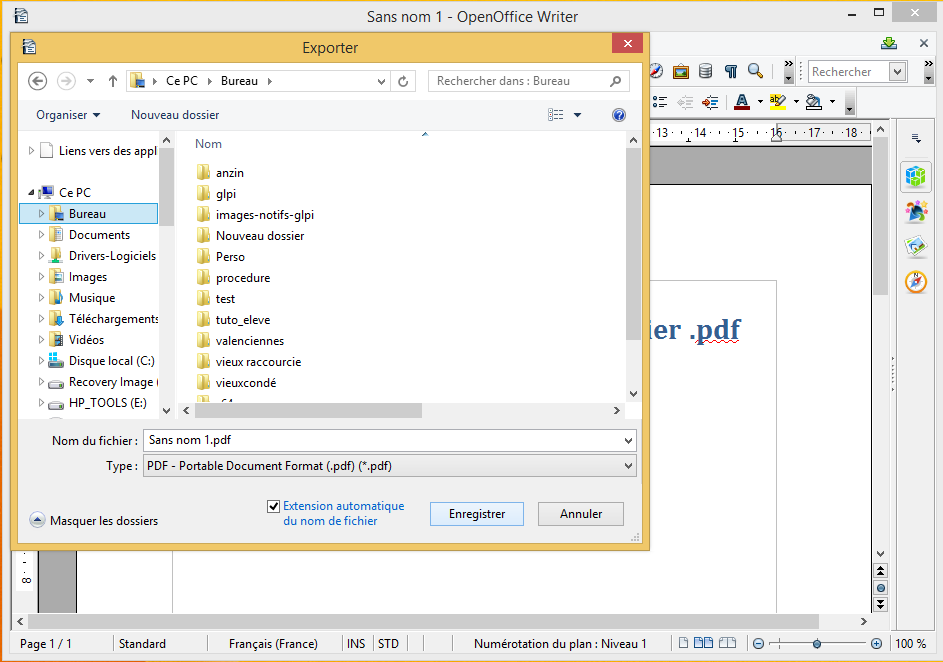 Sans nom 1 - OpenOffice Writer
Exporter
Ce PC Bureau
Rechercher dans : Bureau
Rechercher
Organiser
Nouveau dossier
13 14 15 16 17 18
Nom
Liens vers des appl
Ce PC
Bureau
Documents
Drivers-Logiciels
Images
Musique
Téléchargements
Vidéos
Disque local (C:)
Recovery Image (
HP_TOOLS (E:)
anzin
glpi
images-notifs-glpi
Nouveau dossier
Perso
procedure
test
tuto_eleve
valenciennes
vieux raccourcie
vieuxcondé
ier .pdf
Nom du fichier :
Sans nom 1.pdf
Type :
PDF - Portable Document Format (.pdf) (*.pdf)
Extension automatique
du nom de fichier
Enregistrer
Annuler
Masquer les dossiers
8
Page 1 / 1
Standard
Français (France)
INS
STD
Numérotation du plan : Niveau 1
100 %